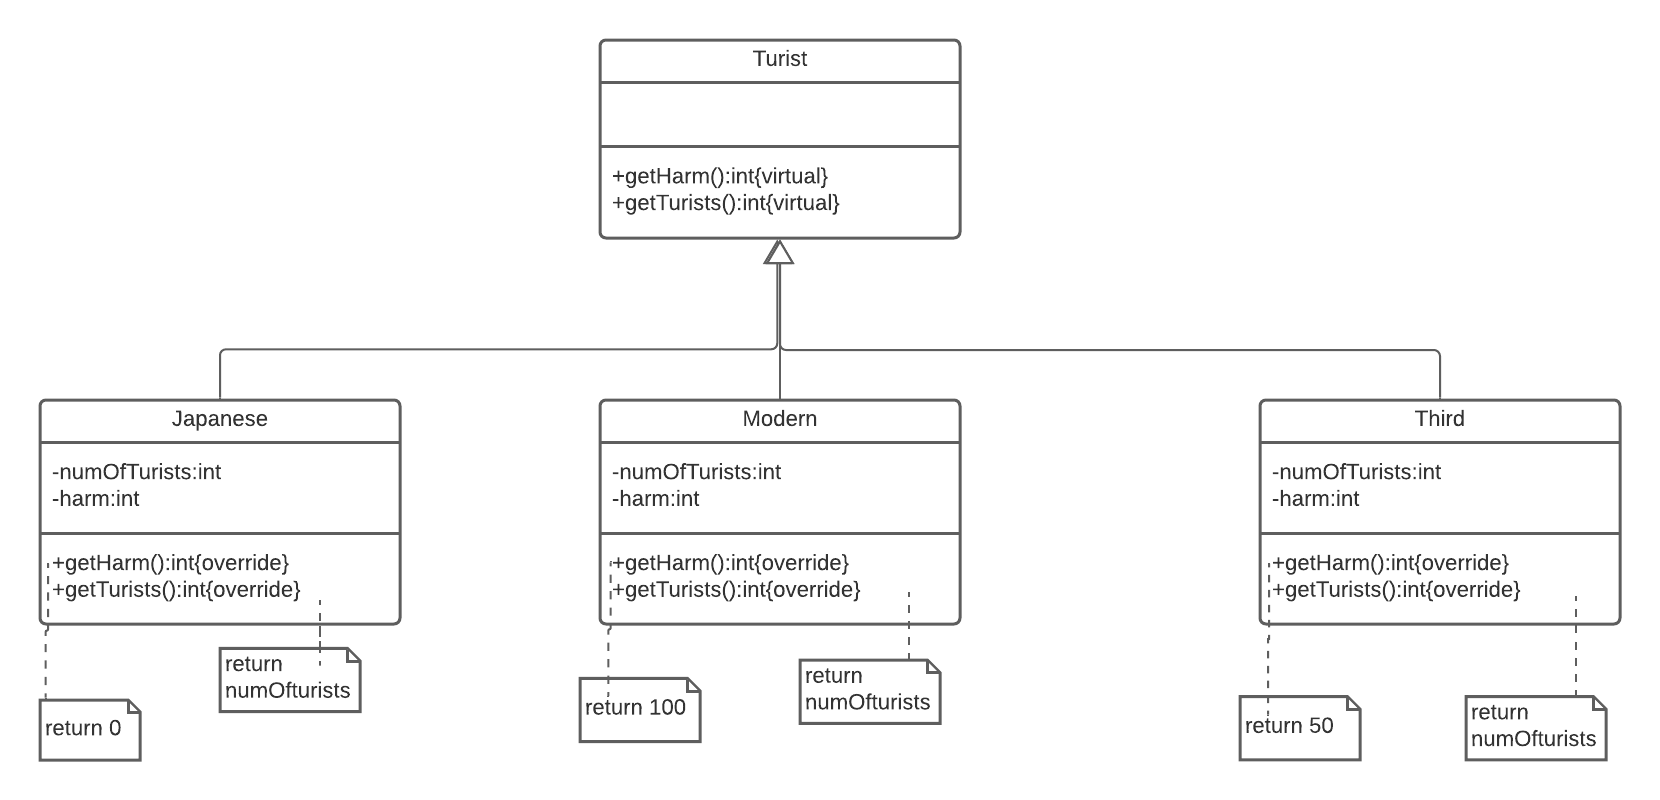 Turist
+getHarm():int{virtual}
+getTurists():int{virtual}
Japanese
-numOfTurists:int
-harm:int
+getHarm():int{override}
+getTurists():int{override}
return 0
return
numOfturists
Modern
-numOfTurists:int
-harm:int
+getHarm():int{override}
+getTurists():int{override}
return 100
return
numOfturists
Third
-numOfTurists:int
-harm:int
+getHarm():int{override}
+getTurists():int{override}
return 50
return
numOfturists